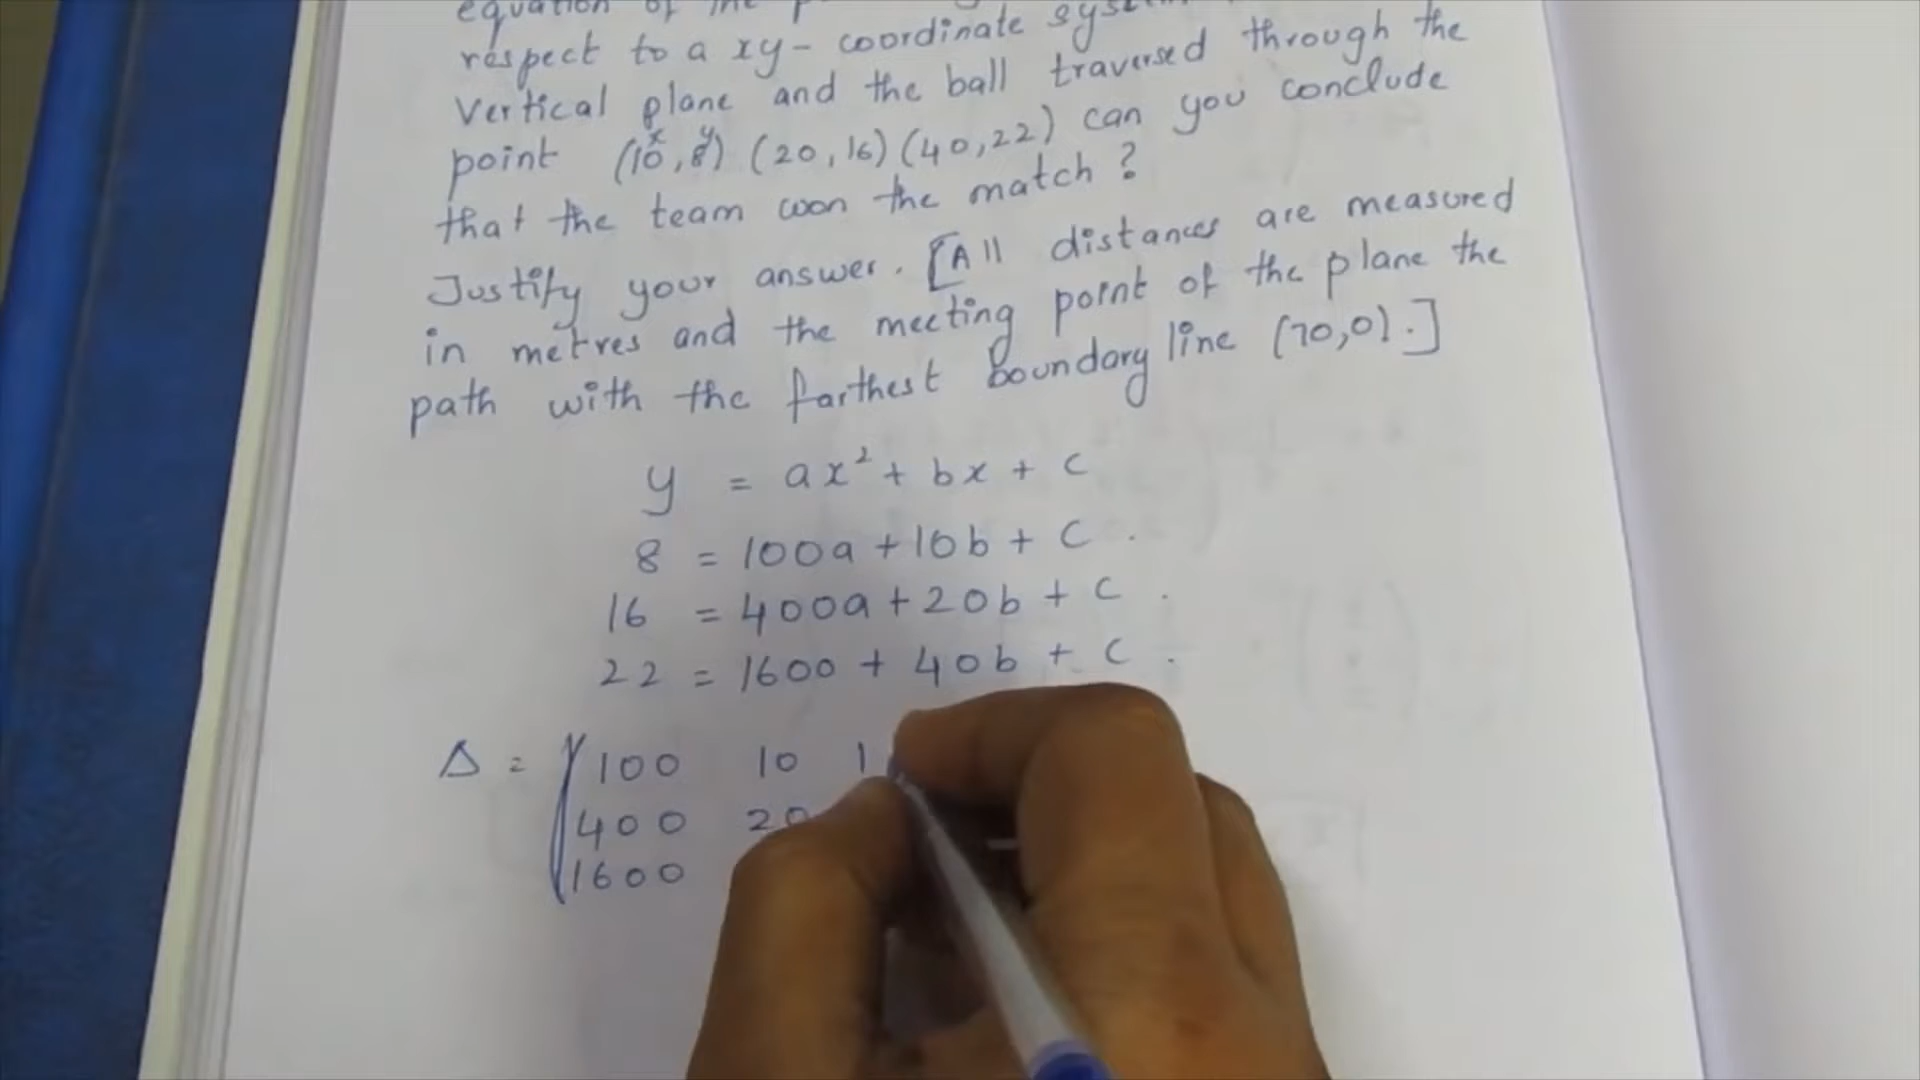 equation of the
respect to a xy - coordinate
Vertical plane and the ball traversed through the
point (10,8) (20,16) (40,22) can you conclude
x y
that the team won the match ?
Justify your answer. [All distances are measured
in metres and the meeting point of the plane the
path with the farthest boundary line (70,0).]
y = ax² + bx + c
8 = 100a + 10b + C .
16 = 400a + 20b + c .
22 = 1600 + 40b + c .
Δ = 100 10 1
400 20
1600